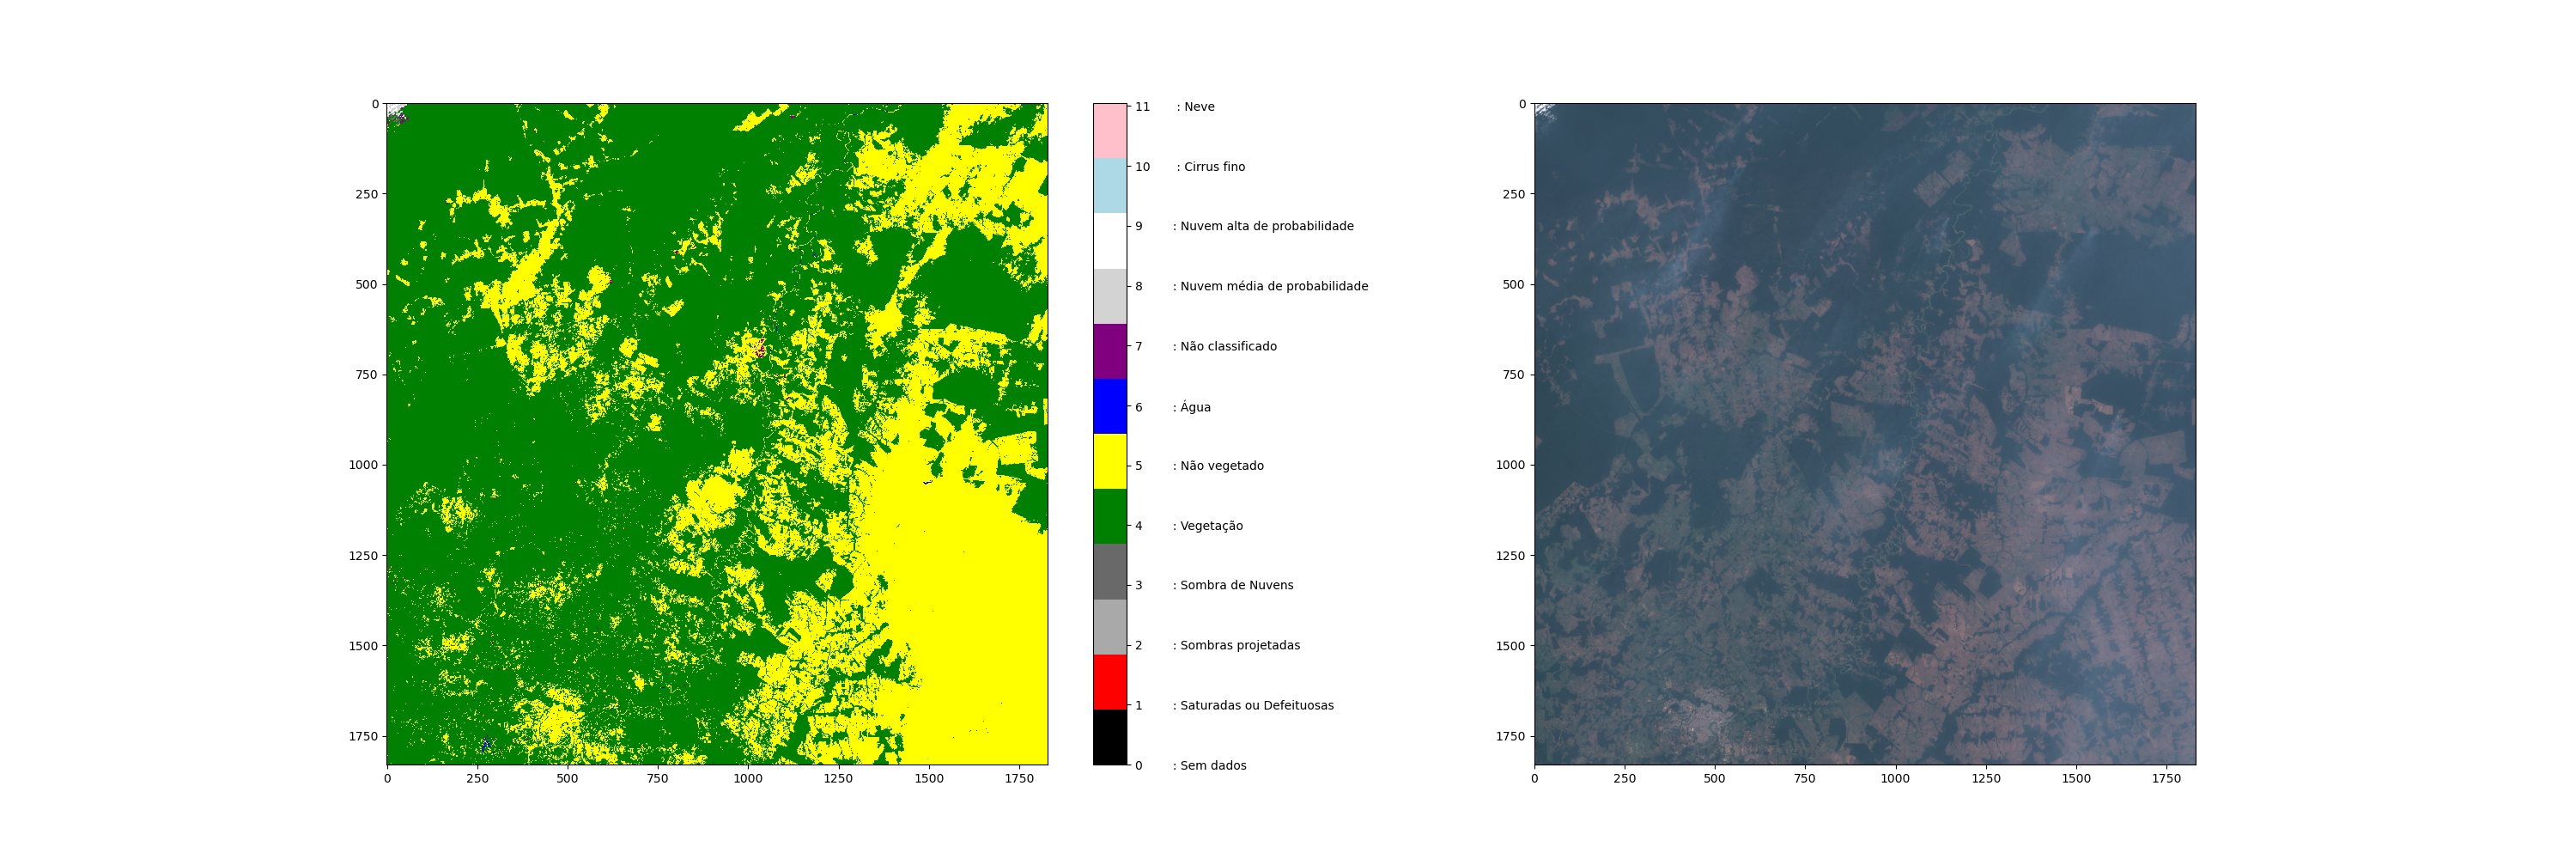 0
250
500
750
1000
1250
1500
1750
0 250 500 750 1000 1250 1500 1750
11 : Neve
10 : Cirrus fino
9 : Nuvem alta de probabilidade
8 : Nuvem média de probabilidade
7 : Não classificado
6 : Água
5 : Não vegetado
4 : Vegetação
3 : Sombra de Nuvens
2 : Sombras projetadas
1 : Saturadas ou Defeituosas
0 : Sem dados
0
250
500
750
1000
1250
1500
1750
0 250 500 750 1000 1250 1500 1750